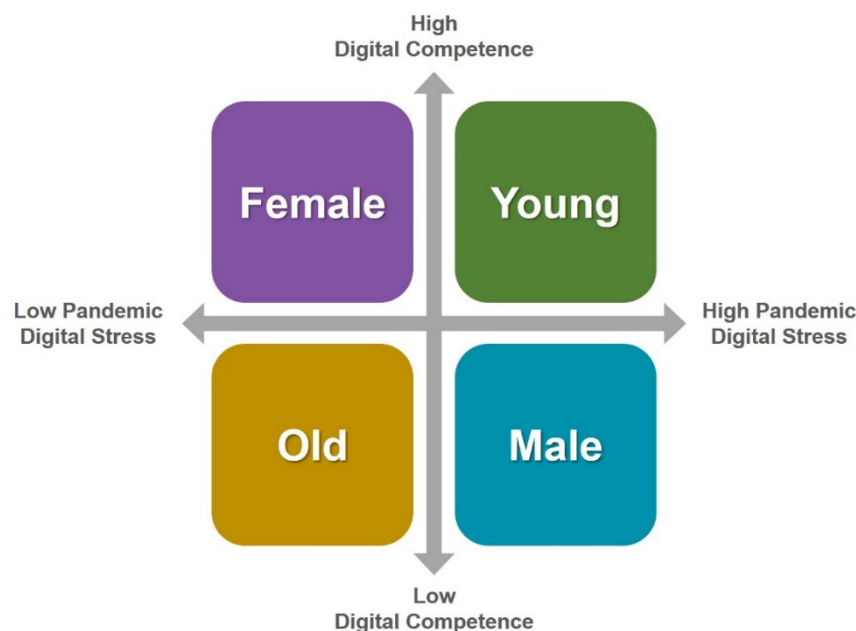 High
Digital Competence
Female
Young
Low Pandemic
Digital Stress
High Pandemic
Digital Stress
Old
Male
Low
Digital Competence